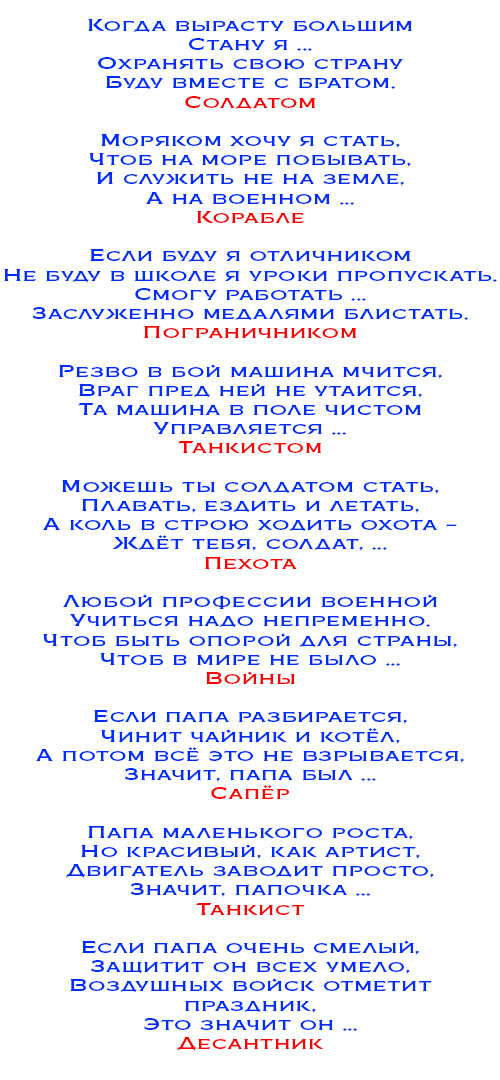 Когда вырасту большим
Стану я ...
Охранять свою страну
Буду вместе с братом.
Солдатом
Моряком хочу я стать,
Чтоб на море побывать,
И служить не на земле,
А на военном ...
Корабле
Если буду я отличником
Не буду в школе я уроки пропускать.
Смогу работать ...
Заслуженно медалями блистать.
Пограничником
Резво в бой машина мчится,
Враг пред ней не утаится,
Та машина в поле чистом
Управляется ...
Танкистом
Можешь ты солдатом стать,
Плавать, ездить и летать,
А коль в строю ходить охота –
Ждёт тебя, солдат, ...
Пехота
Любой профессии военной
Учиться надо непременно.
Чтоб быть опорой для страны,
Чтоб в мире не было ...
Войны
Если папа разбирается,
Чинит чайник и котёл,
А потом всё это не взрывается,
Значит, папа был ...
Сапёр
Папа маленького роста,
Но красивый, как артист,
Двигатель заводит просто,
Значит, папочка ...
Танкист
Если папа очень смелый,
Защитит он всех умело,
Воздушных войск отметит
праздник,
Это значит он ...
Десантник